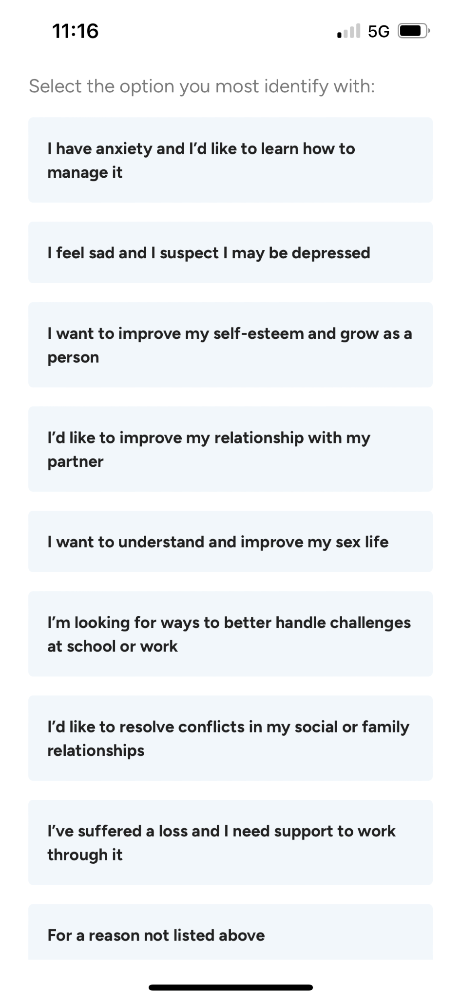 11:16
5G
Select the option you most identify with:
I have anxiety and I’d like to learn how to
manage it
I feel sad and I suspect I may be depressed
I want to improve my self-esteem and grow as a
person
I’d like to improve my relationship with my
partner
I want to understand and improve my sex life
I’m looking for ways to better handle challenges
at school or work
I’d like to resolve conflicts in my social or family
relationships
I’ve suffered a loss and I need support to work
through it
For a reason not listed above